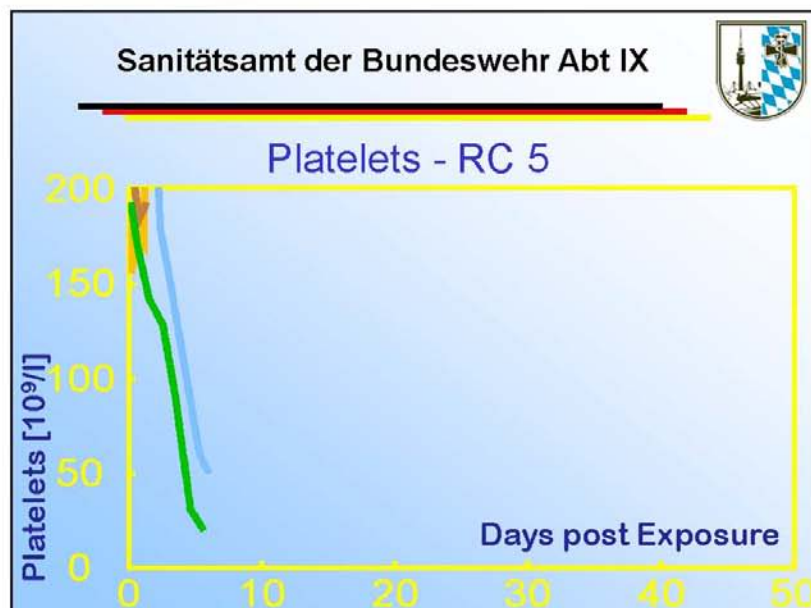 Sanitätsamt der Bundeswehr Abt IX
Platelets - RC 5
Platelets [10⁹/l]
200
150
100
50
0
Days post Exposure
0 10 20 30 40 50